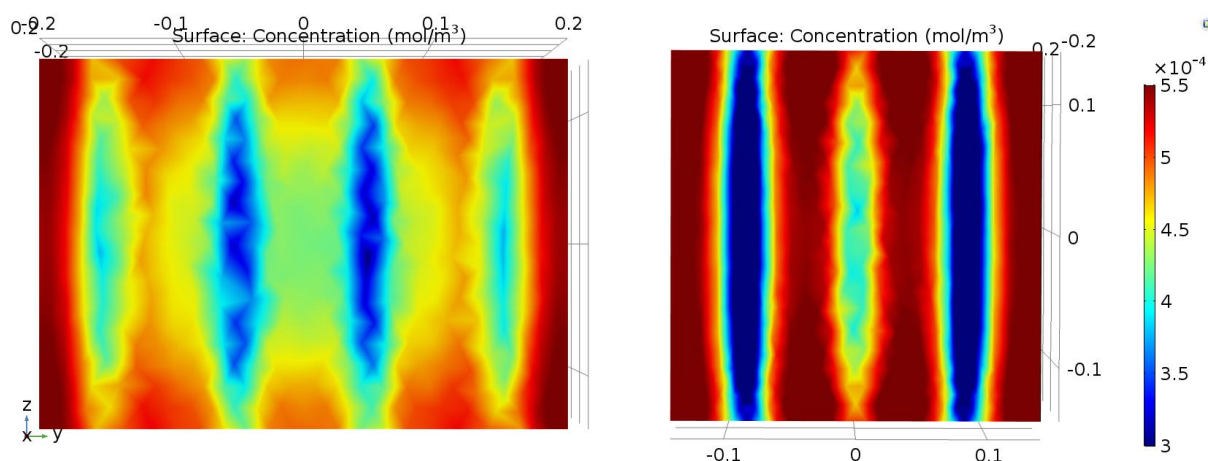 0.2 -0.2 -0.1 0 0.1 0.2
Surface: Concentration (mol/m³)
-0.2
z
x y
Surface: Concentration (mol/m³)
0.2 -0.2
0.1
0
-0.1
-0.1 0 0.1
×10⁻⁴
5.5
5
4.5
4
3.5
3